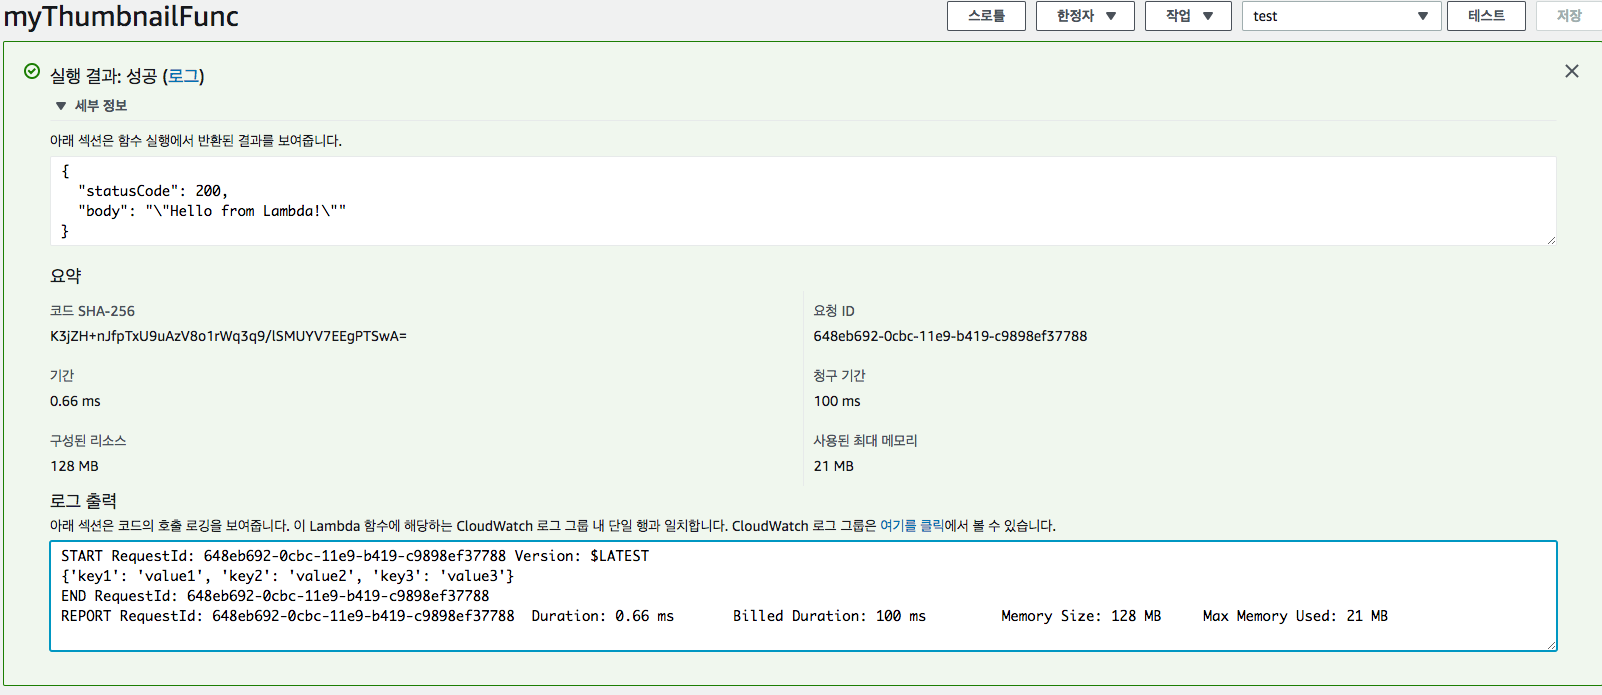 myThumbnailFunc
스로틀
한정자
작업
test
테스트
저장
실행 결과: 성공 (로그)
세부 정보
아래 섹션은 함수 실행에서 반환된 결과를 보여줍니다.
{
"statusCode": 200,
"body": "\"Hello from Lambda!\""
}
요약
코드 SHA-256
K3jZH+nJfpTxU9uAzV8o1rWq3q9/lSMUYV7EEgPTSwA=
요청 ID
648eb692-0cbc-11e9-b419-c9898ef37788
기간
0.66 ms
청구 기간
100 ms
구성된 리소스
128 MB
사용된 최대 메모리
21 MB
로그 출력
아래 섹션은 코드의 호출 로깅을 보여줍니다. 이 Lambda 함수에 해당하는 CloudWatch 로그 그룹 내 단일 행과 일치합니다. CloudWatch 로그 그룹은 여기를 클릭에서 볼 수 있습니다.
START RequestId: 648eb692-0cbc-11e9-b419-c9898ef37788 Version: $LATEST
{'key1': 'value1', 'key2': 'value2', 'key3': 'value3'}
END RequestId: 648eb692-0cbc-11e9-b419-c9898ef37788
REPORT RequestId: 648eb692-0cbc-11e9-b419-c9898ef37788 Duration: 0.66 ms Billed Duration: 100 ms Memory Size: 128 MB Max Memory Used: 21 MB